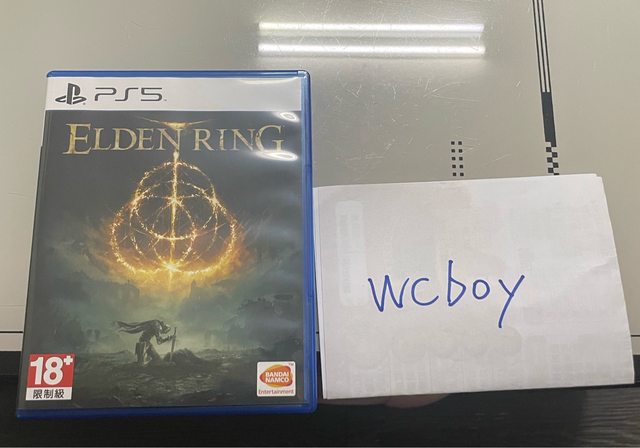 PS5
ELDEN RING
wcboy
18+
限制級
BANDAI
NAMCO
Entertainment